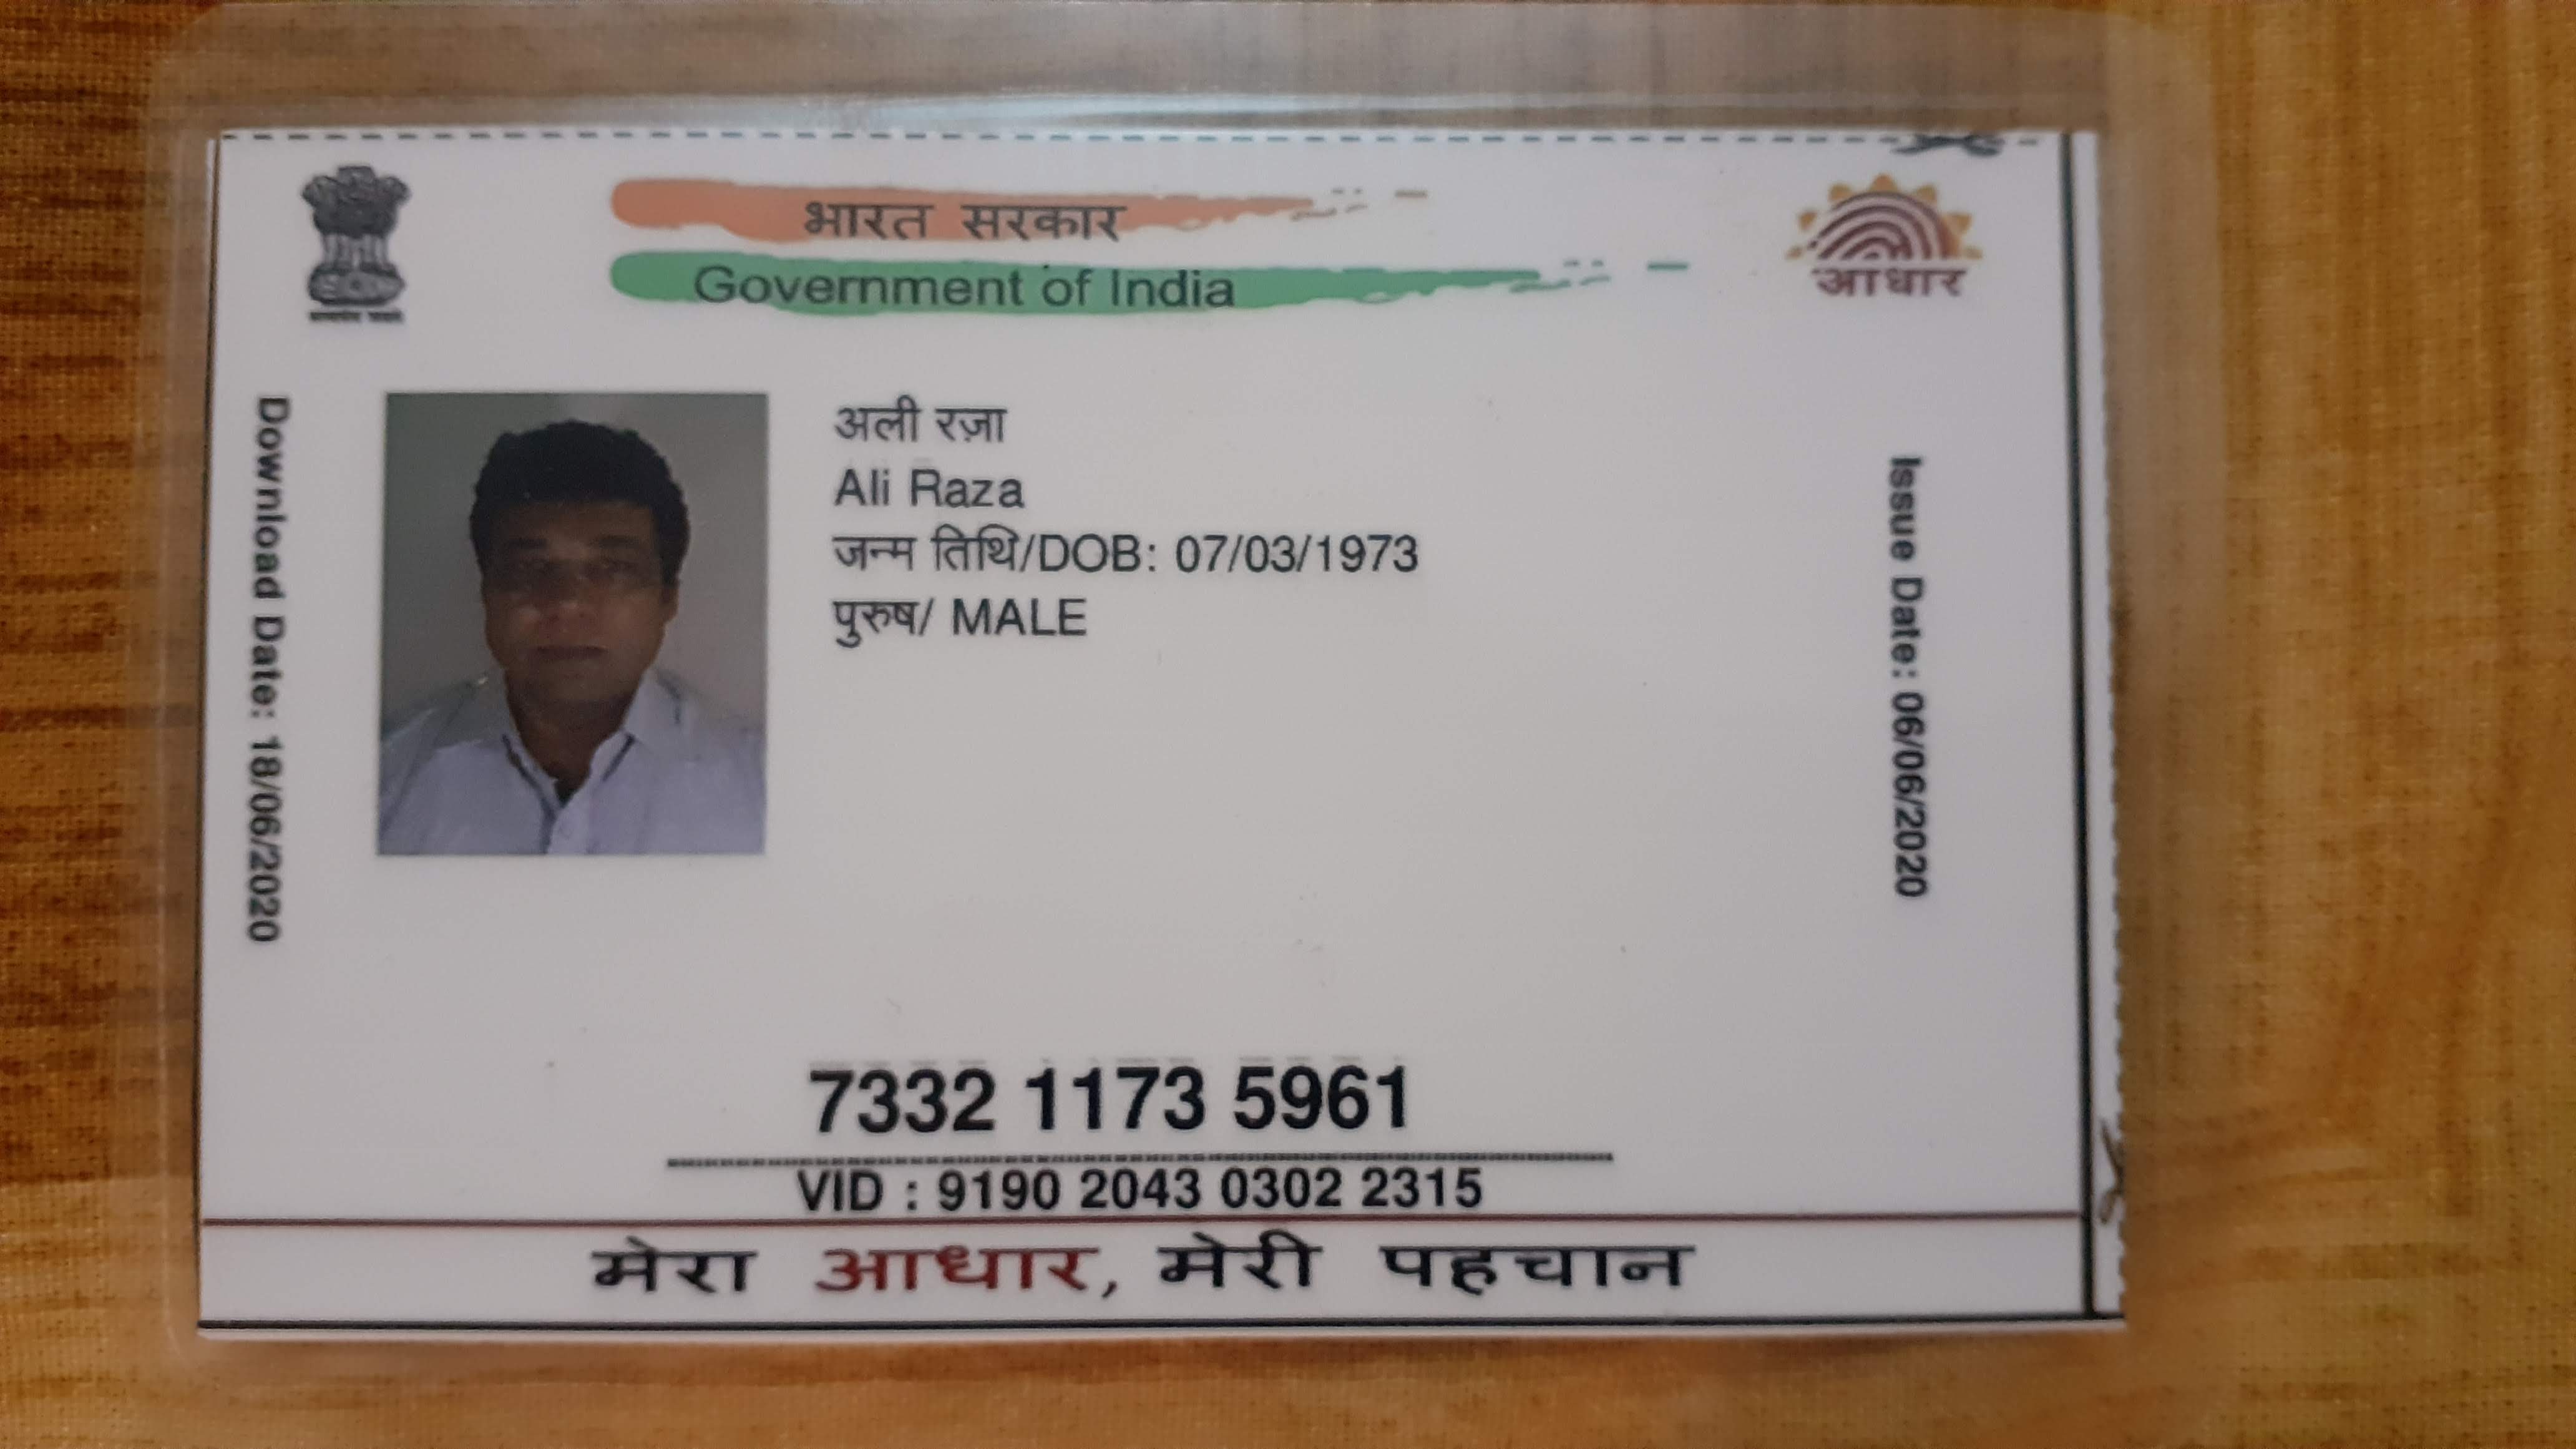 भारत सरकार
Government of India
आधार
Download Date: 18/06/2020
अली रज़ा
Ali Raza
जन्म तिथि/DOB: 07/03/1973
पुरुष/ MALE
Issue Date: 06/06/2020
7332 1173 5961
VID : 9190 2043 0302 2315
मेरा आधार, मेरी पहचान